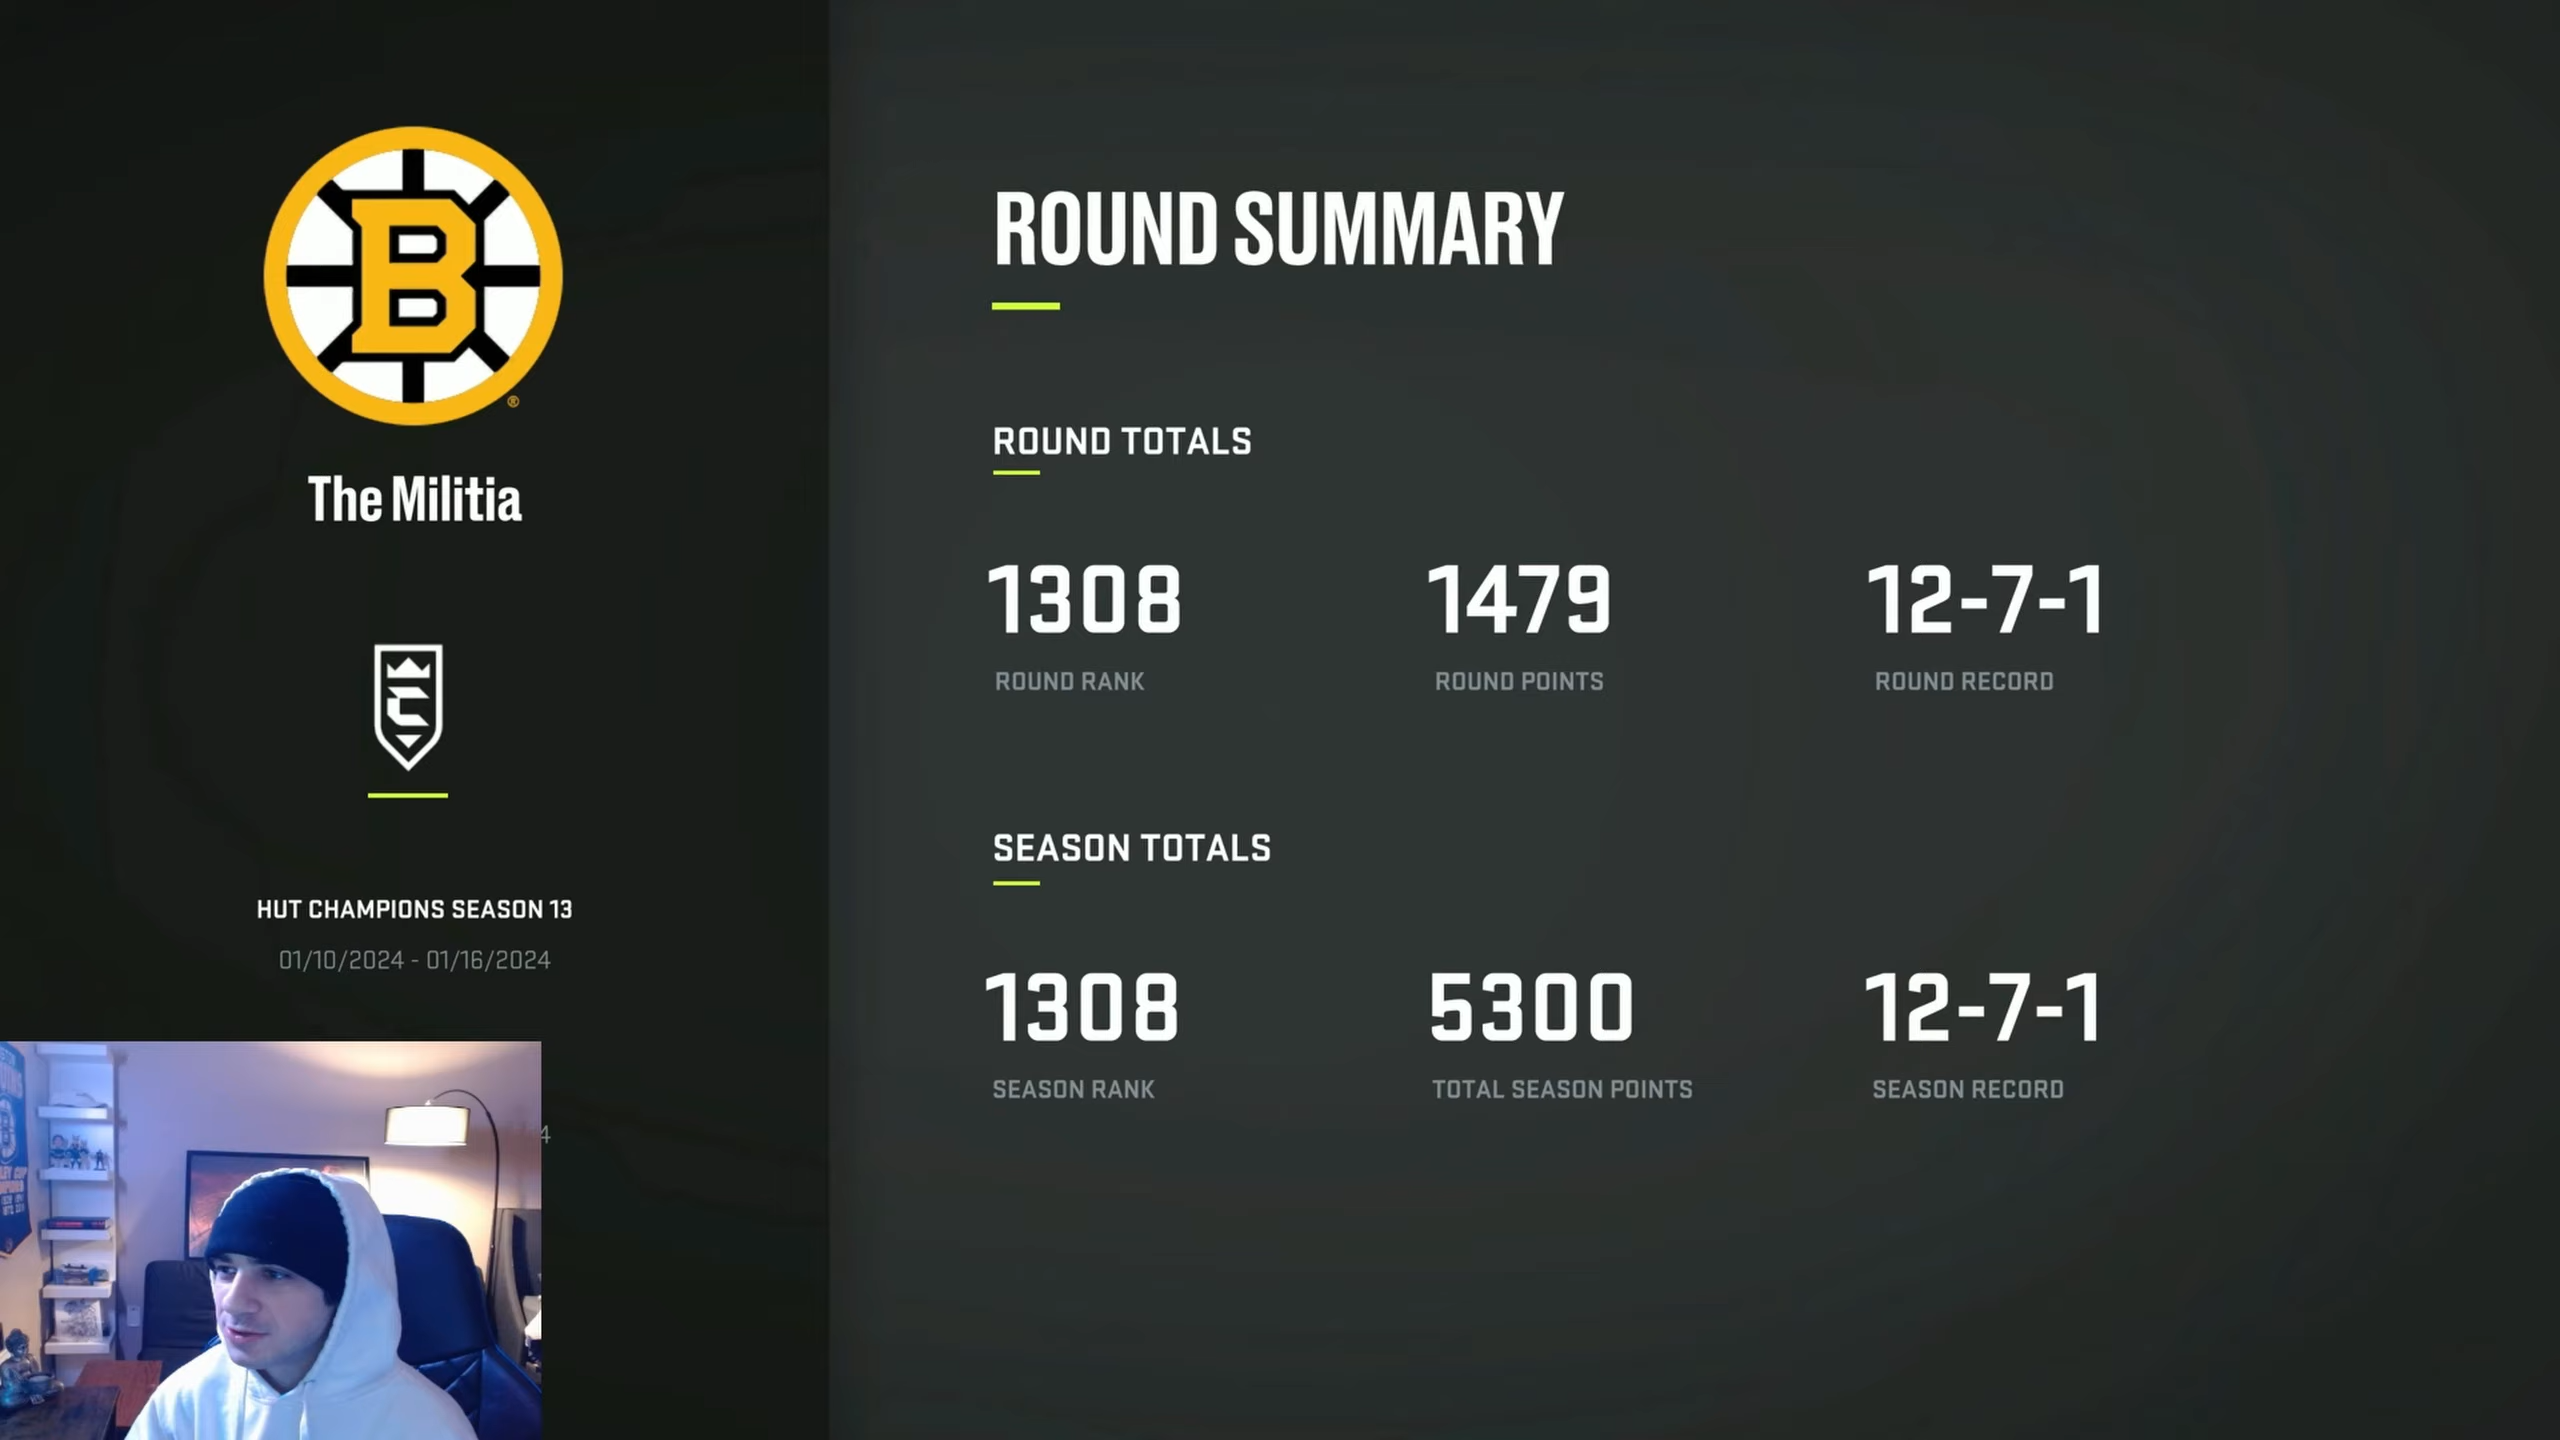 B
®
The Militia
HUT CHAMPIONS SEASON 13
01/10/2024 - 01/16/2024
4
ROUND SUMMARY
ROUND TOTALS
1308
1479
12-7-1
ROUND RANK
ROUND POINTS
ROUND RECORD
SEASON TOTALS
1308
5300
12-7-1
SEASON RANK
TOTAL SEASON POINTS
SEASON RECORD